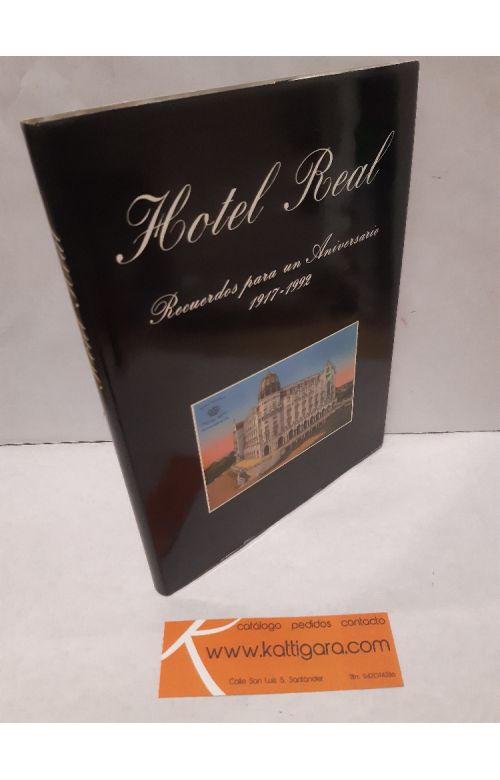 Hotel Real
Recuerdos para un Aniversario
1917-1992
catálogo pedidos contacto
www.kattigara.com
Calle San Luis 5, Santander